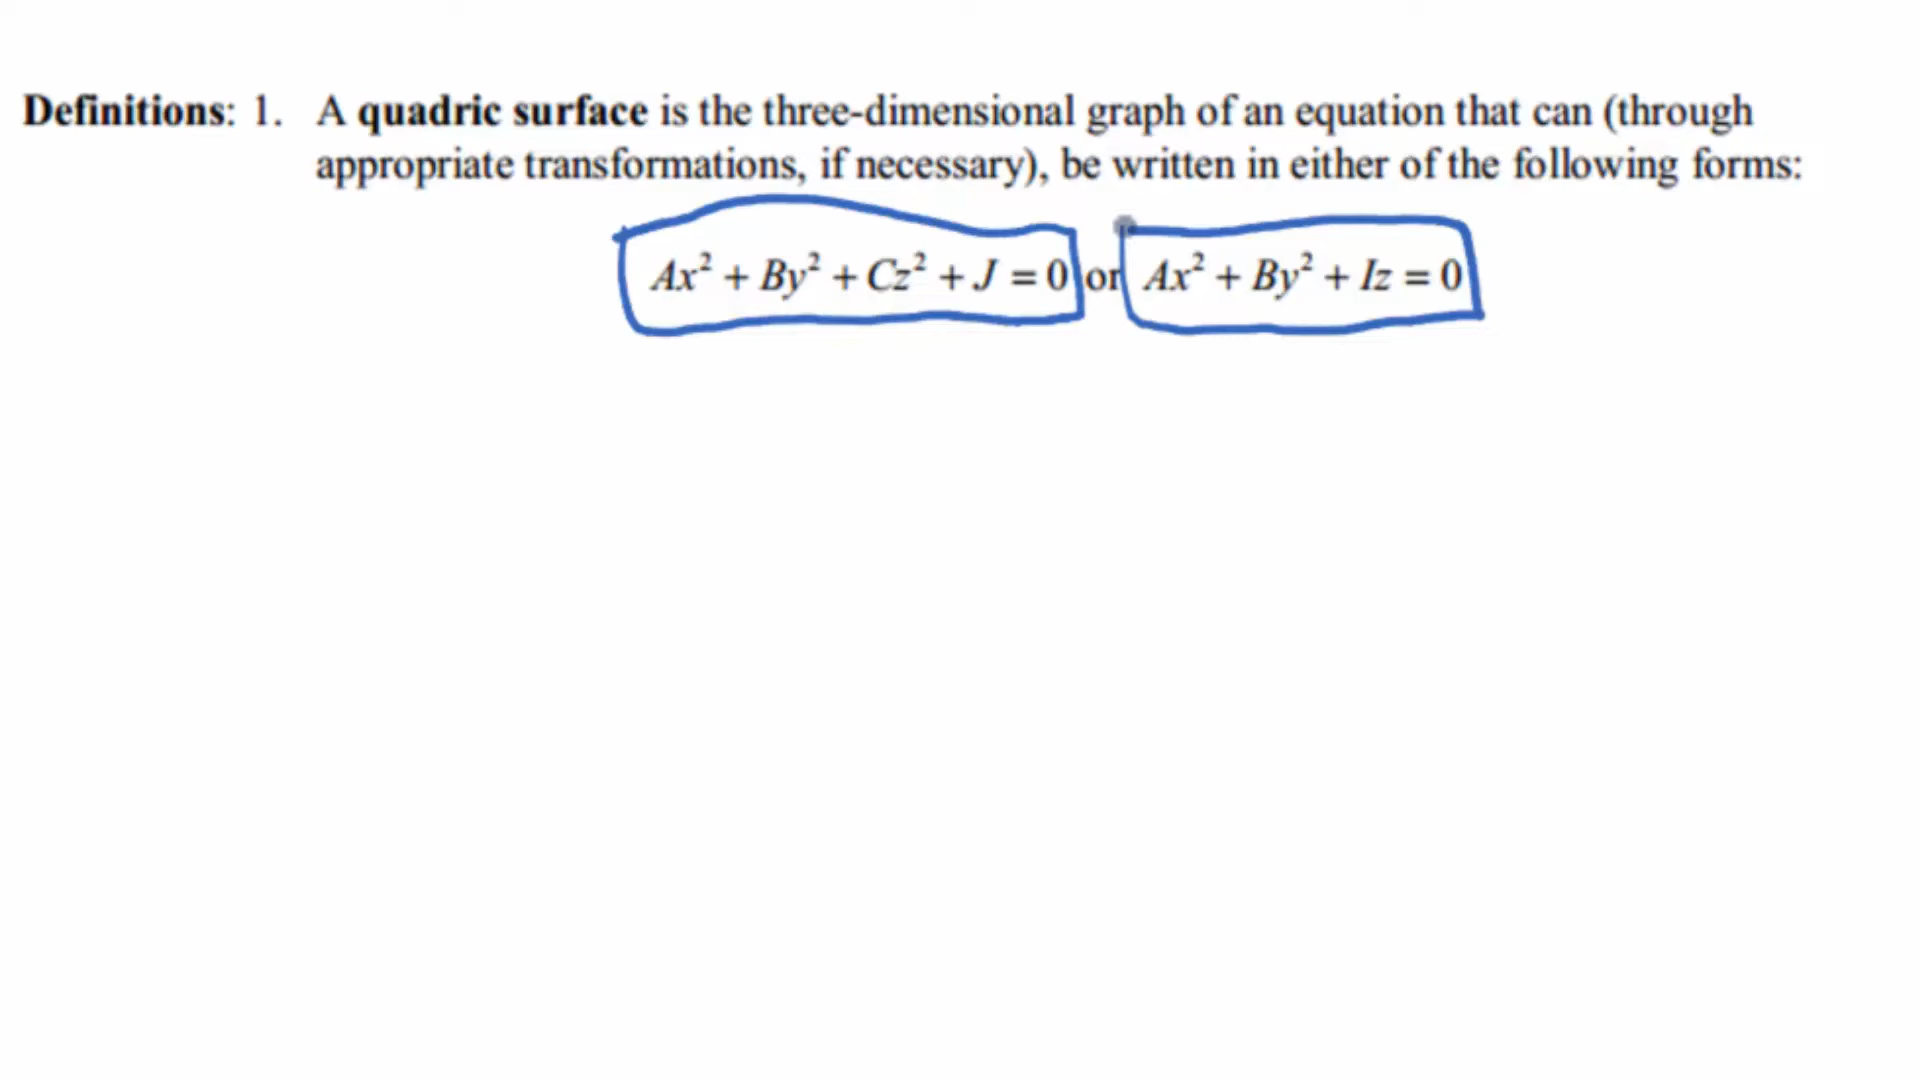 Definitions: 1. A quadric surface is the three-dimensional graph of an equation that can (through
appropriate transformations, if necessary), be written in either of the following forms:
Ax² + By² + Cz² + J = 0 or Ax² + By² + Iz = 0